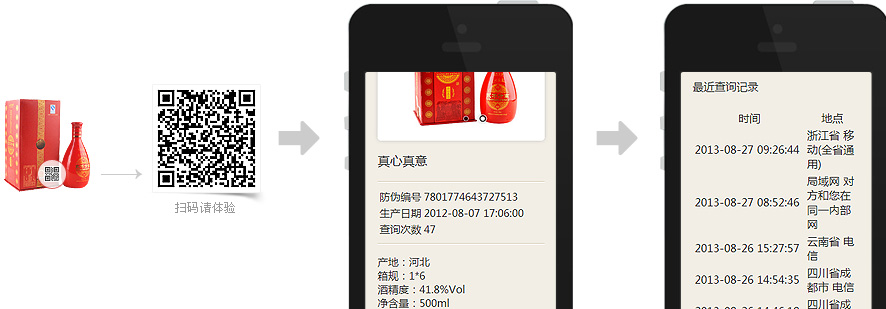 扫码请体验
真心真意
防伪编号 7801774643727513
生产日期 2012-08-07 17:06:00
查询次数 47
产地：河北
箱规：1*6
酒精度：41.8%Vol
净含量：500ml
最近查询记录
时间 地点
2013-08-27 09:26:44 浙江省 移
动(全省通
用)
2013-08-27 08:52:46 局域网 对
方和您在
同一内部
网
2013-08-26 15:27:57 云南省 电
信
2013-08-26 14:54:35 四川省成
都市 电信
四川省成